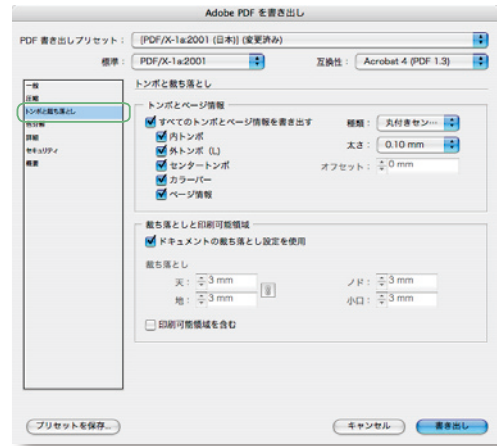 Adobe PDF を書き出し
PDF 書き出しプリセット： [PDF/X-1a:2001 (日本)] (変更済み)
標準： PDF/X-1a:2001 互換性： Acrobat 4 (PDF 1.3)
一般
圧縮
トンボと裁ち落とし
色分解
詳細
セキュリティ
概要
トンボと裁ち落とし
トンボとページ情報
すべてのトンボとページ情報を書き出す
内トンボ
外トンボ (L)
センタートンボ
カラーバー
ページ情報
種類： 丸付きセン…
太さ： 0.10 mm
オフセット： 0 mm
裁ち落としと印刷可能領域
ドキュメントの裁ち落とし設定を使用
裁ち落とし
天： 3 mm ノド： 3 mm
地： 3 mm 小口： 3 mm
印刷可能領域を含む
プリセットを保存... キャンセル 書き出し